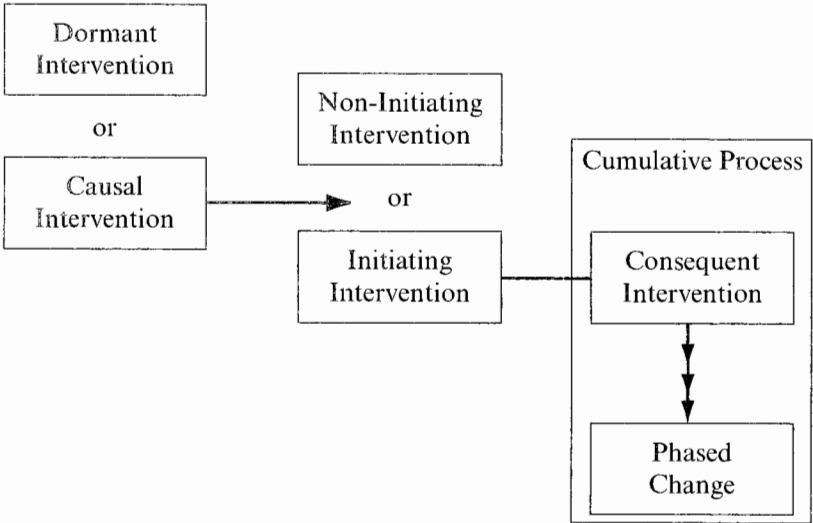 Dormant
Intervention
or
Causal
Intervention
Non-Initiating
Intervention
or
Initiating
Intervention
Cumulative Process
Consequent
Intervention
Phased
Change